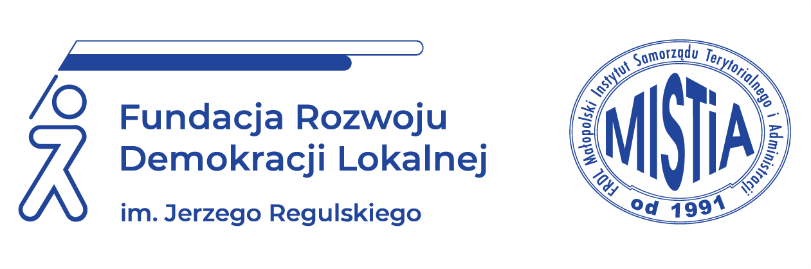 Fundacja Rozwoju
Demokracji Lokalnej
im. Jerzego Regulskiego
FRDL Małopolski Instytut Samorządu Terytorialnego i Administracji
MISTiA
od 1991